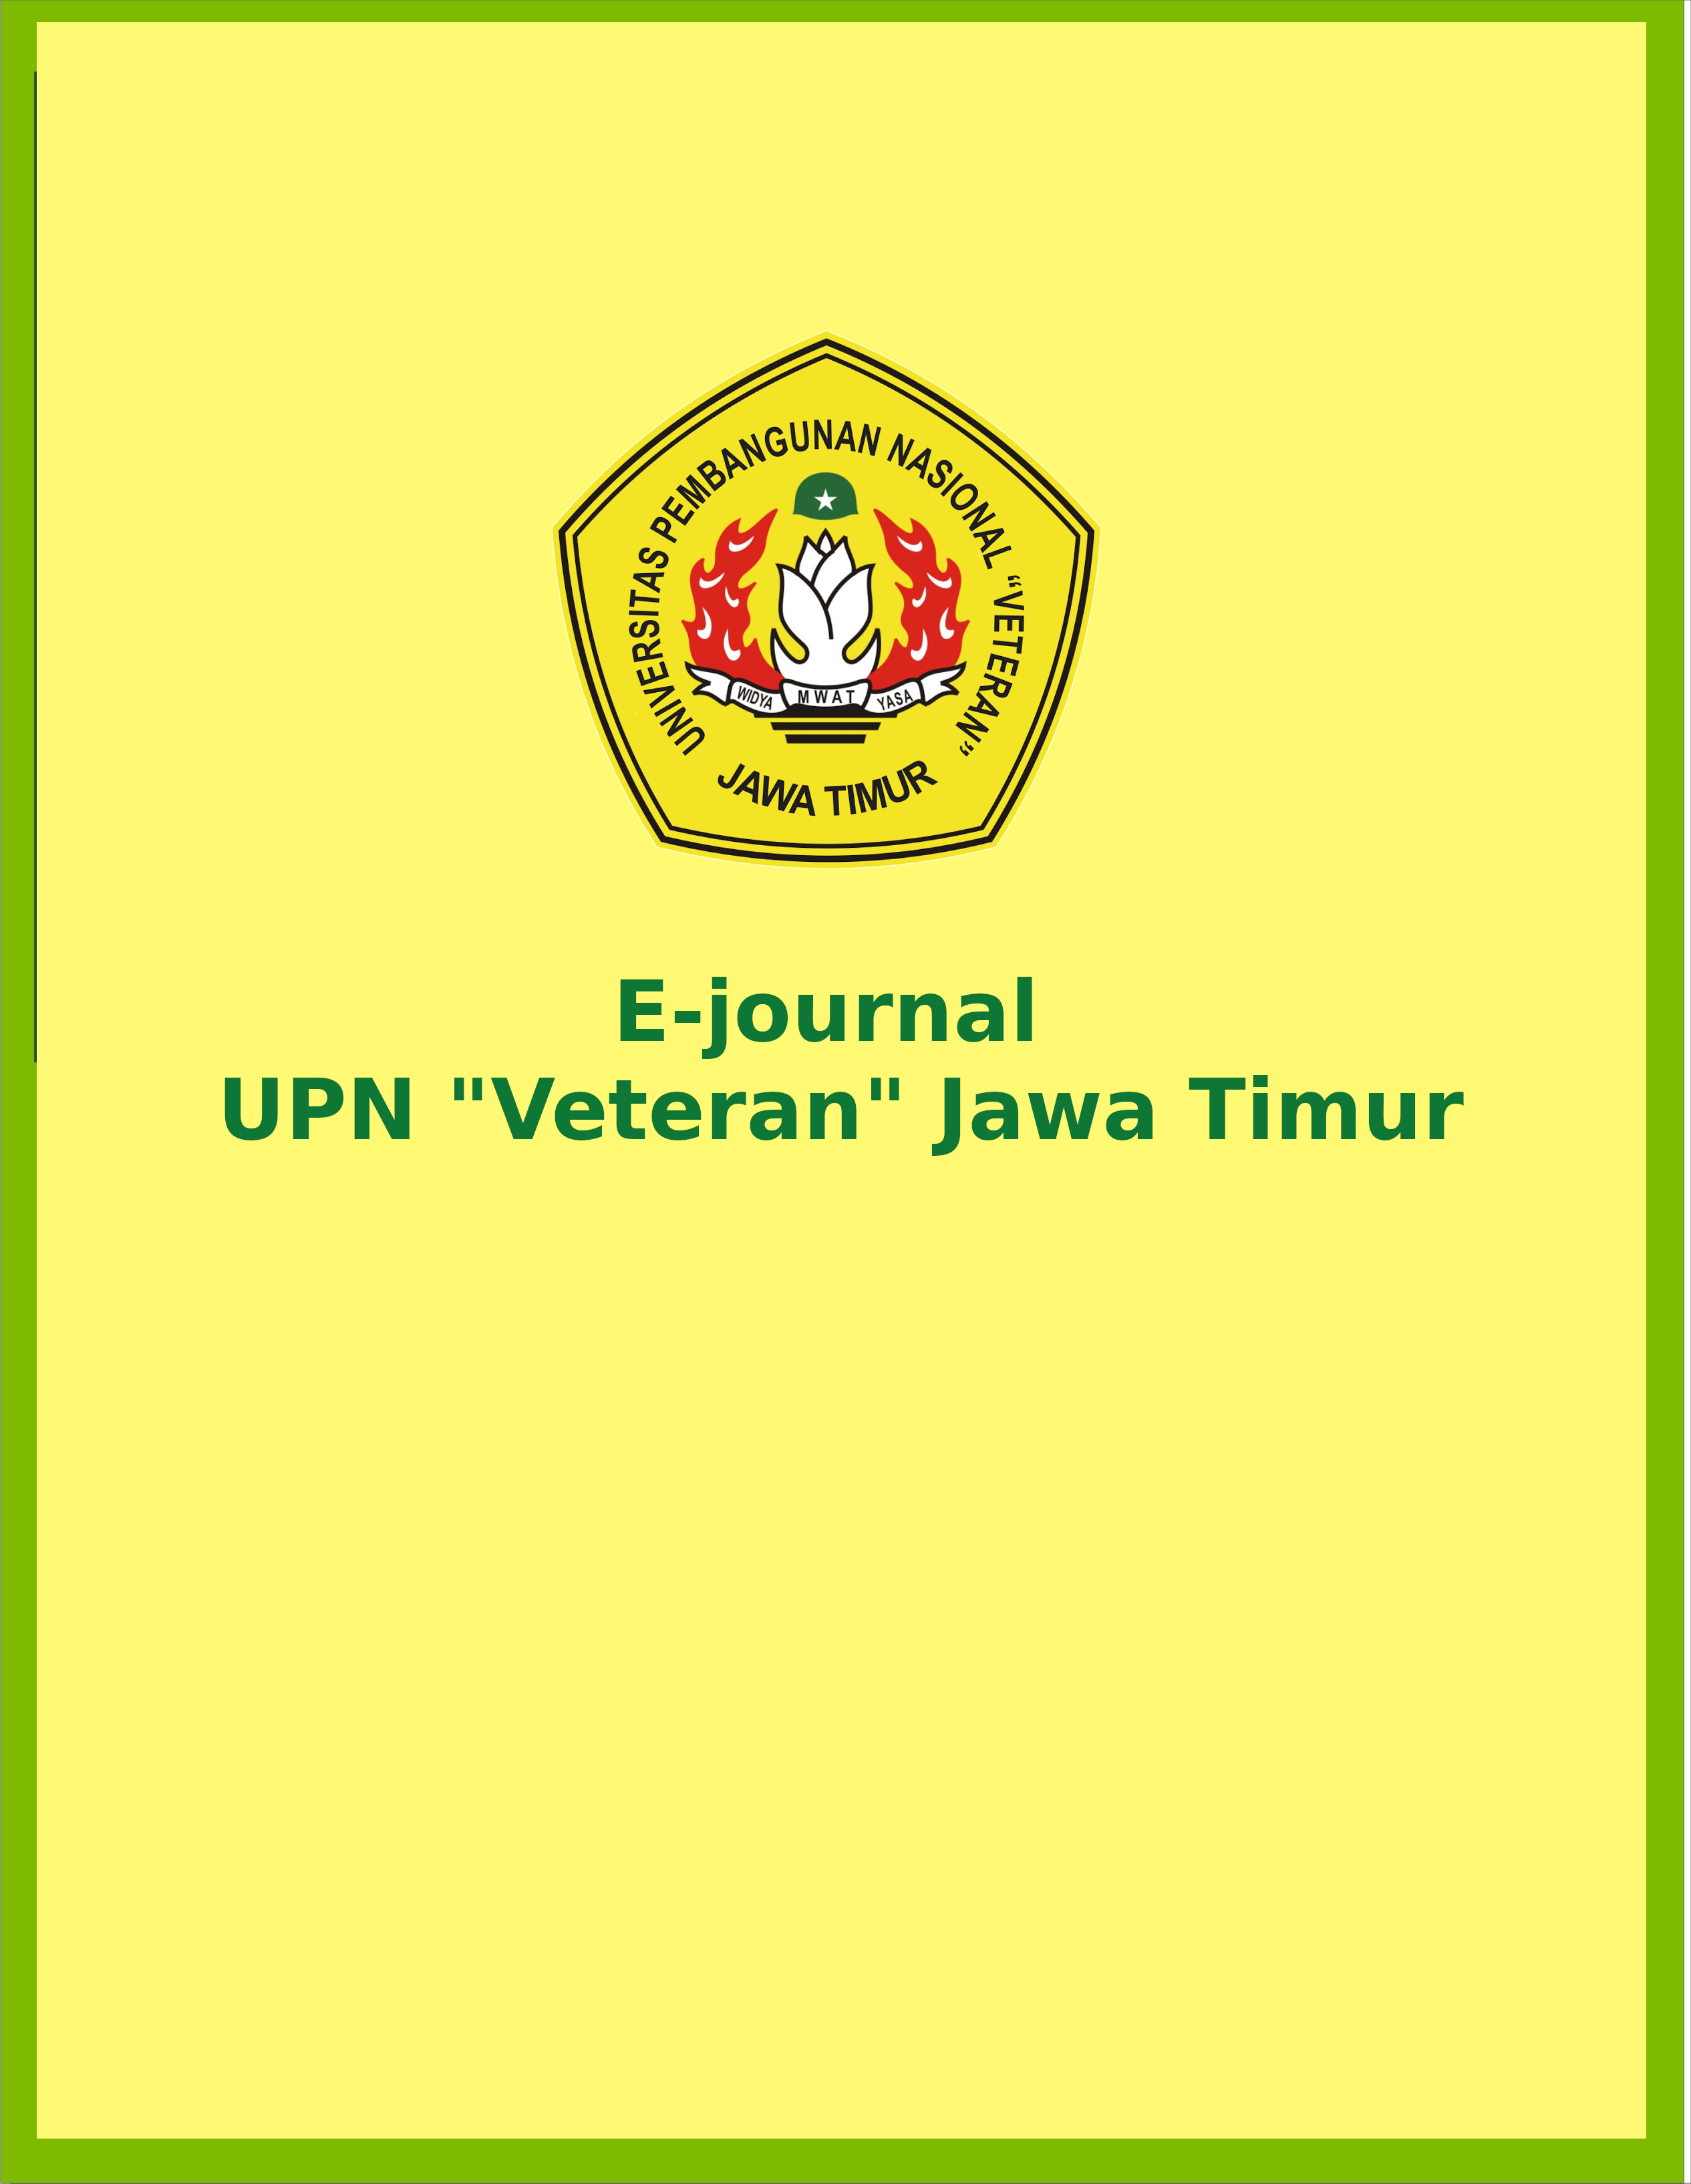 UNIVERSITAS PEMBANGUNAN NASIONAL “VETERAN“
WIDYA MWAT YASA
JAWA TIMUR
E-journal
UPN "Veteran" Jawa Timur